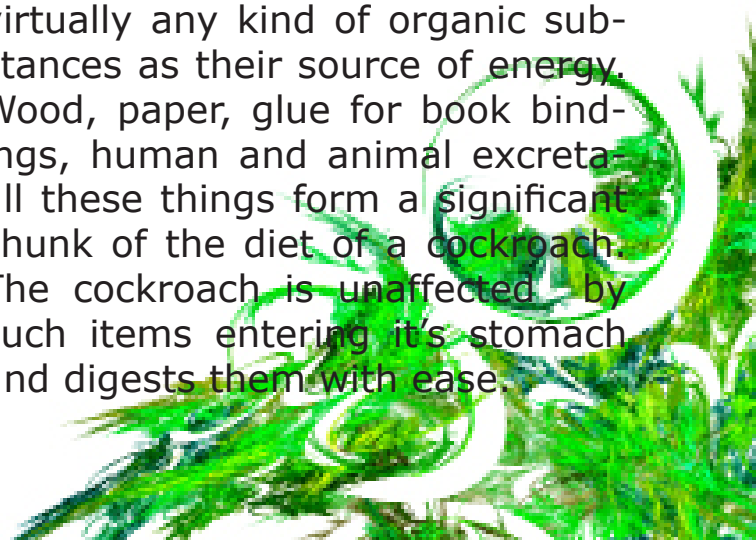 virtually any kind of organic sub-
tances as their source of energy.
Wood, paper, glue for book bind-
ngs, human and animal excreta-
ll these things form a significant
hunk of the diet of a cockroach.
The cockroach is unaffected by
uch items entering it’s stomach
nd digests them with ease.